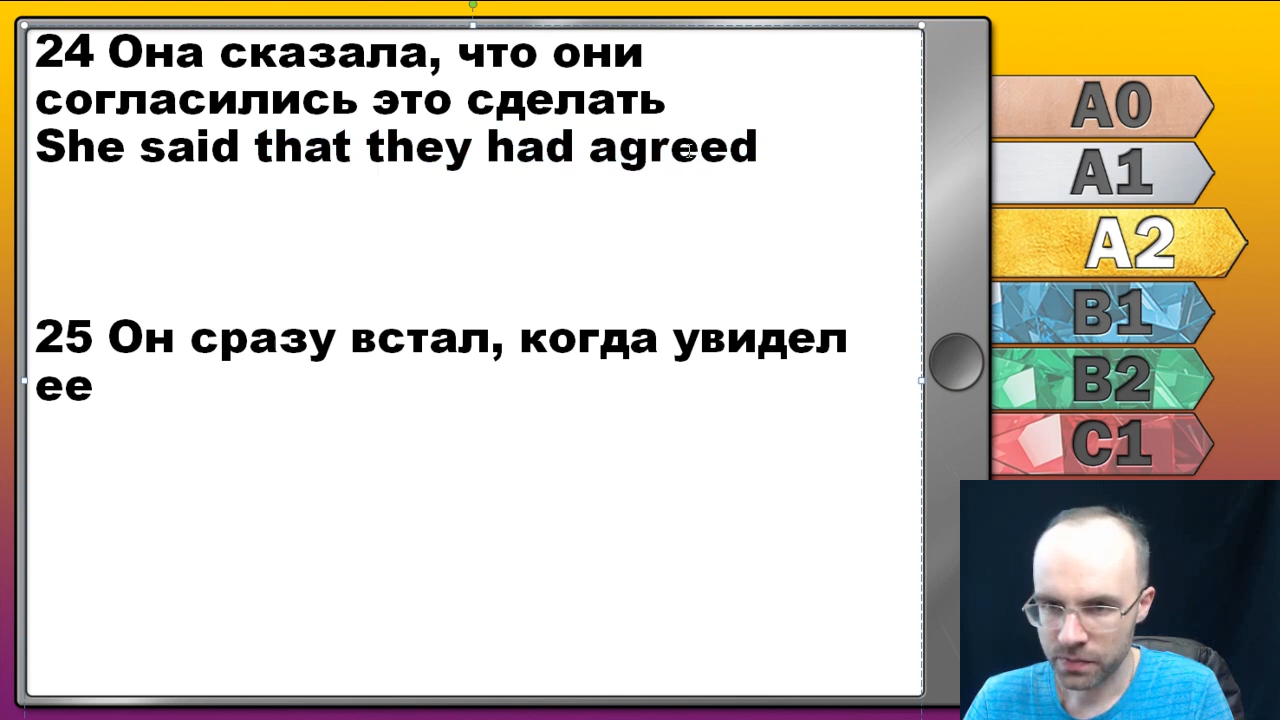 24 Она сказала, что они
согласились это сделать
She said that they had agreed
25 Он сразу встал, когда увидел
ее
A0
A1
A2
B1
B2
C1